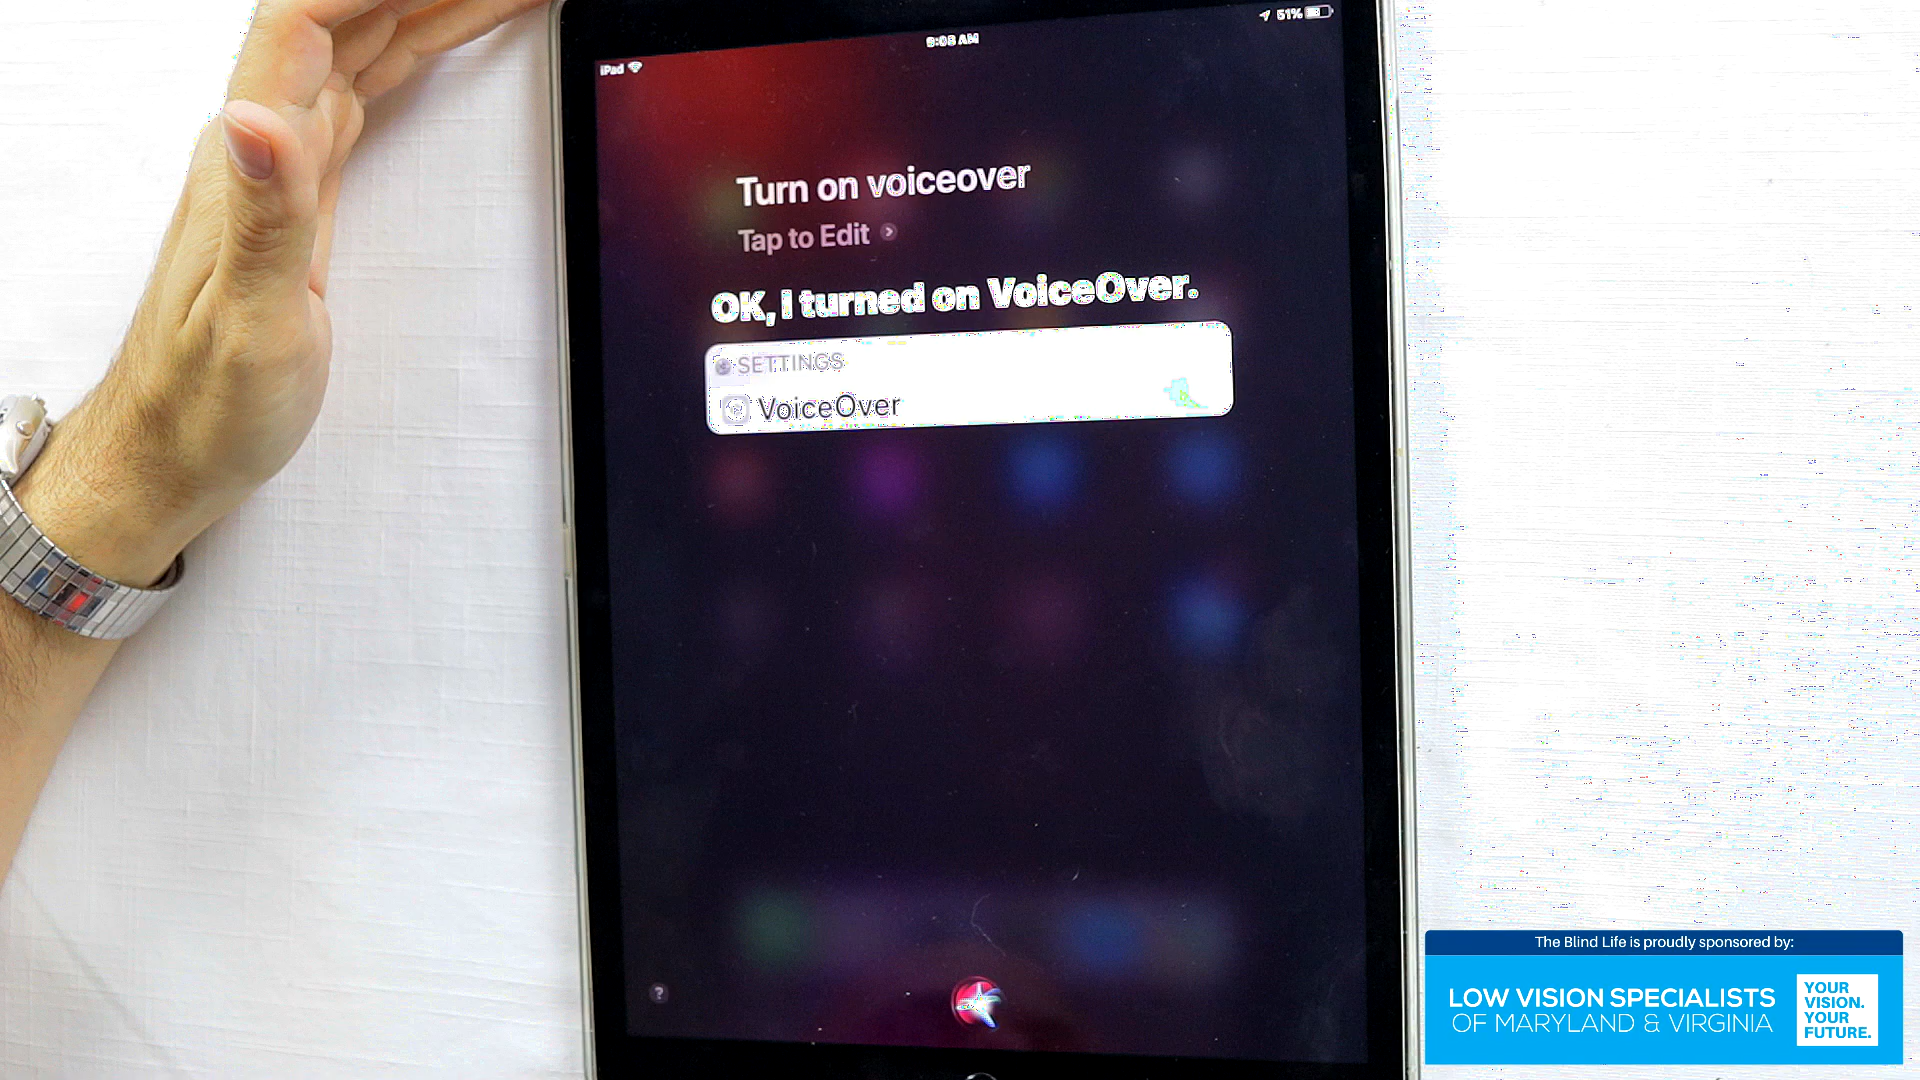 51%
9:08 AM
iPad
Turn on voiceover
Tap to Edit >
OK, I turned on VoiceOver.
SETTINGS
VoiceOver
?
The Blind Life is proudly sponsored by:
LOW VISION SPECIALISTS
OF MARYLAND & VIRGINIA
YOUR
VISION.
YOUR
FUTURE.